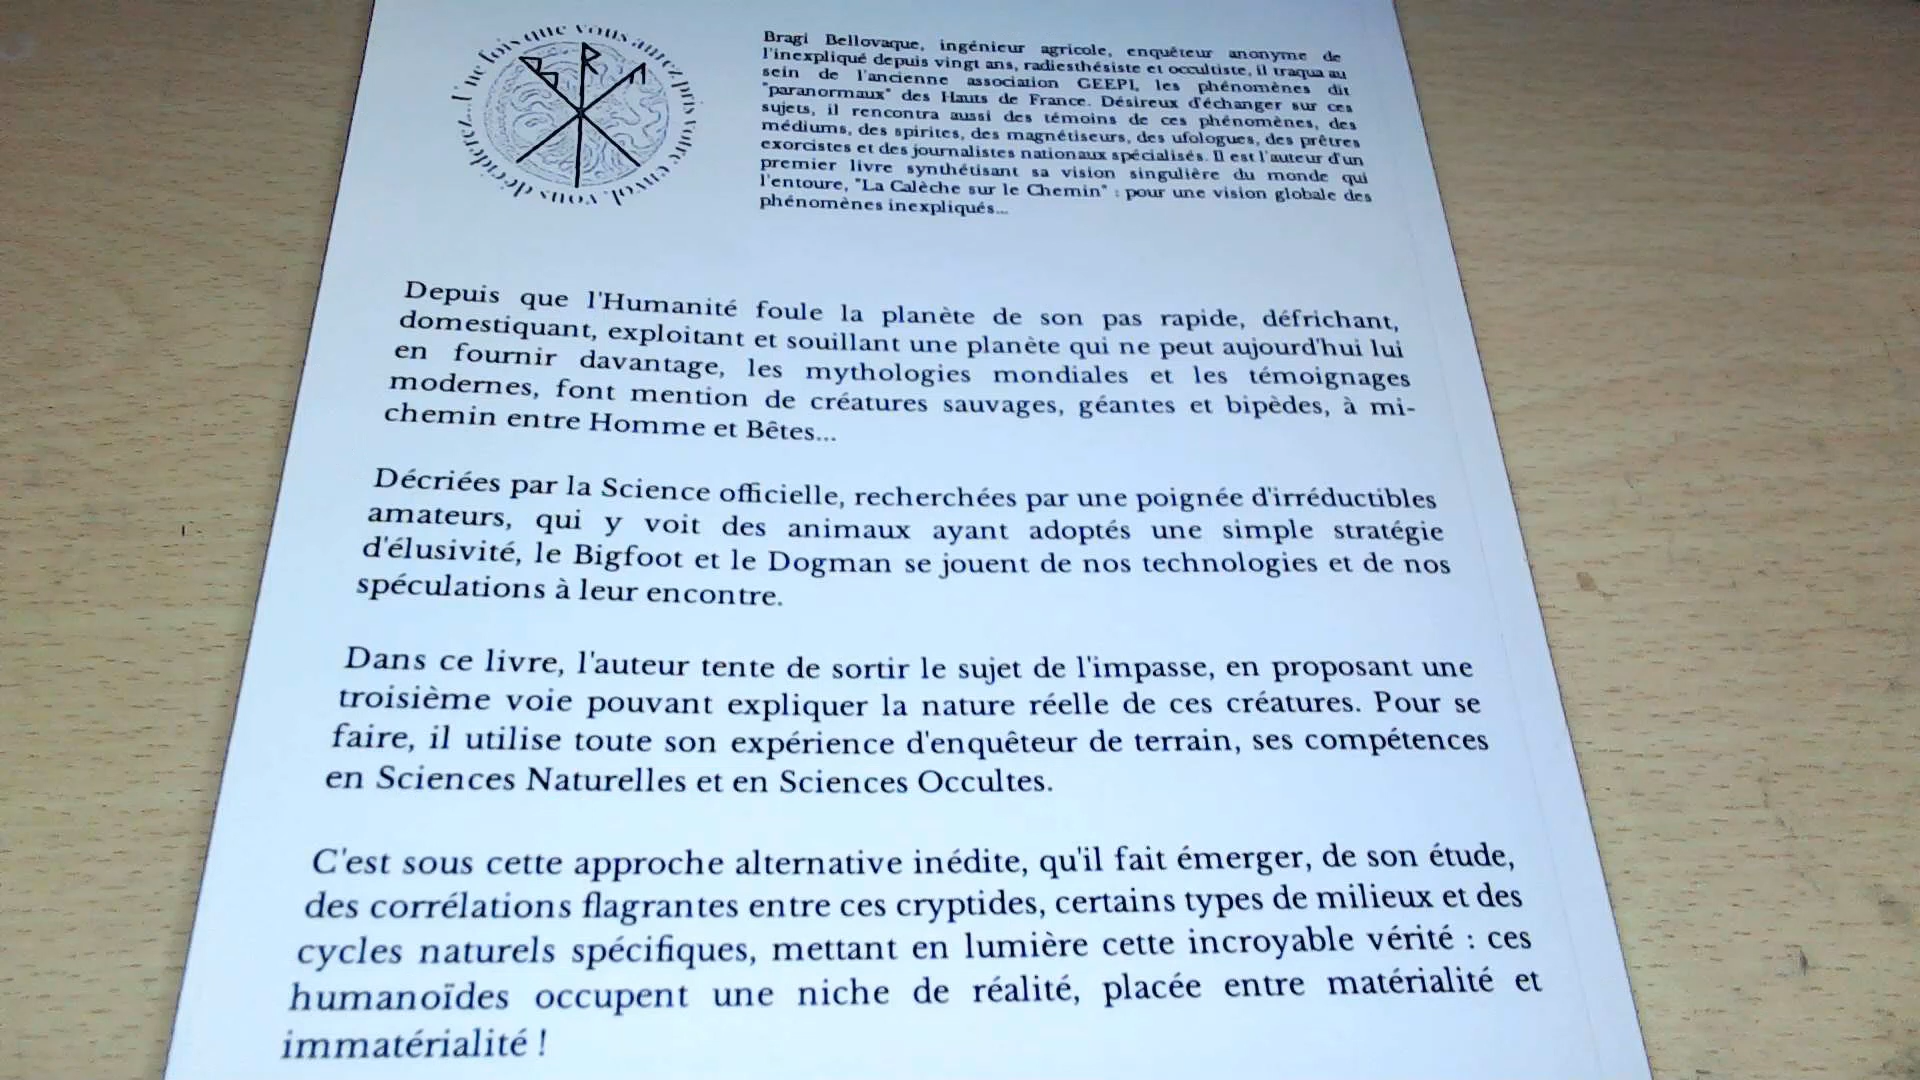 ...Une fois que vous aurez pris votre envol, vous déciderez...
B R A
Bragi Bellovaque, ingénieur agricole, enquêteur anonyme de
l'inexpliqué depuis vingt ans, radiesthésiste et occultiste, il traqua au
sein de l'ancienne association GEEPI, les phénomènes dit
"paranormaux" des Hauts de France. Désireux d'échanger sur ces
sujets, il rencontra aussi des témoins de ces phénomènes, des
médiums, des spirites, des magnétiseurs, des ufologues, des prêtres
exorcistes et des journalistes nationaux spécialisés. Il est l'auteur d'un
premier livre synthétisant sa vision singulière du monde qui
l'entoure, "La Calèche sur le Chemin" : pour une vision globale des
phénomènes inexpliqués...
Depuis que l'Humanité foule la planète de son pas rapide, défrichant,
domestiquant, exploitant et souillant une planète qui ne peut aujourd'hui lui
en fournir davantage, les mythologies mondiales et les témoignages
modernes, font mention de créatures sauvages, géantes et bipèdes, à mi-
chemin entre Homme et Bêtes...
Décriées par la Science officielle, recherchées par une poignée d'irréductibles
amateurs, qui y voit des animaux ayant adoptés une simple stratégie
d'élusivité, le Bigfoot et le Dogman se jouent de nos technologies et de nos
spéculations à leur encontre.
Dans ce livre, l'auteur tente de sortir le sujet de l'impasse, en proposant une
troisième voie pouvant expliquer la nature réelle de ces créatures. Pour se
faire, il utilise toute son expérience d'enquêteur de terrain, ses compétences
en Sciences Naturelles et en Sciences Occultes.
C'est sous cette approche alternative inédite, qu'il fait émerger, de son étude,
des corrélations flagrantes entre ces cryptides, certains types de milieux et des
cycles naturels spécifiques, mettant en lumière cette incroyable vérité : ces
humanoïdes occupent une niche de réalité, placée entre matérialité et
immatérialité !